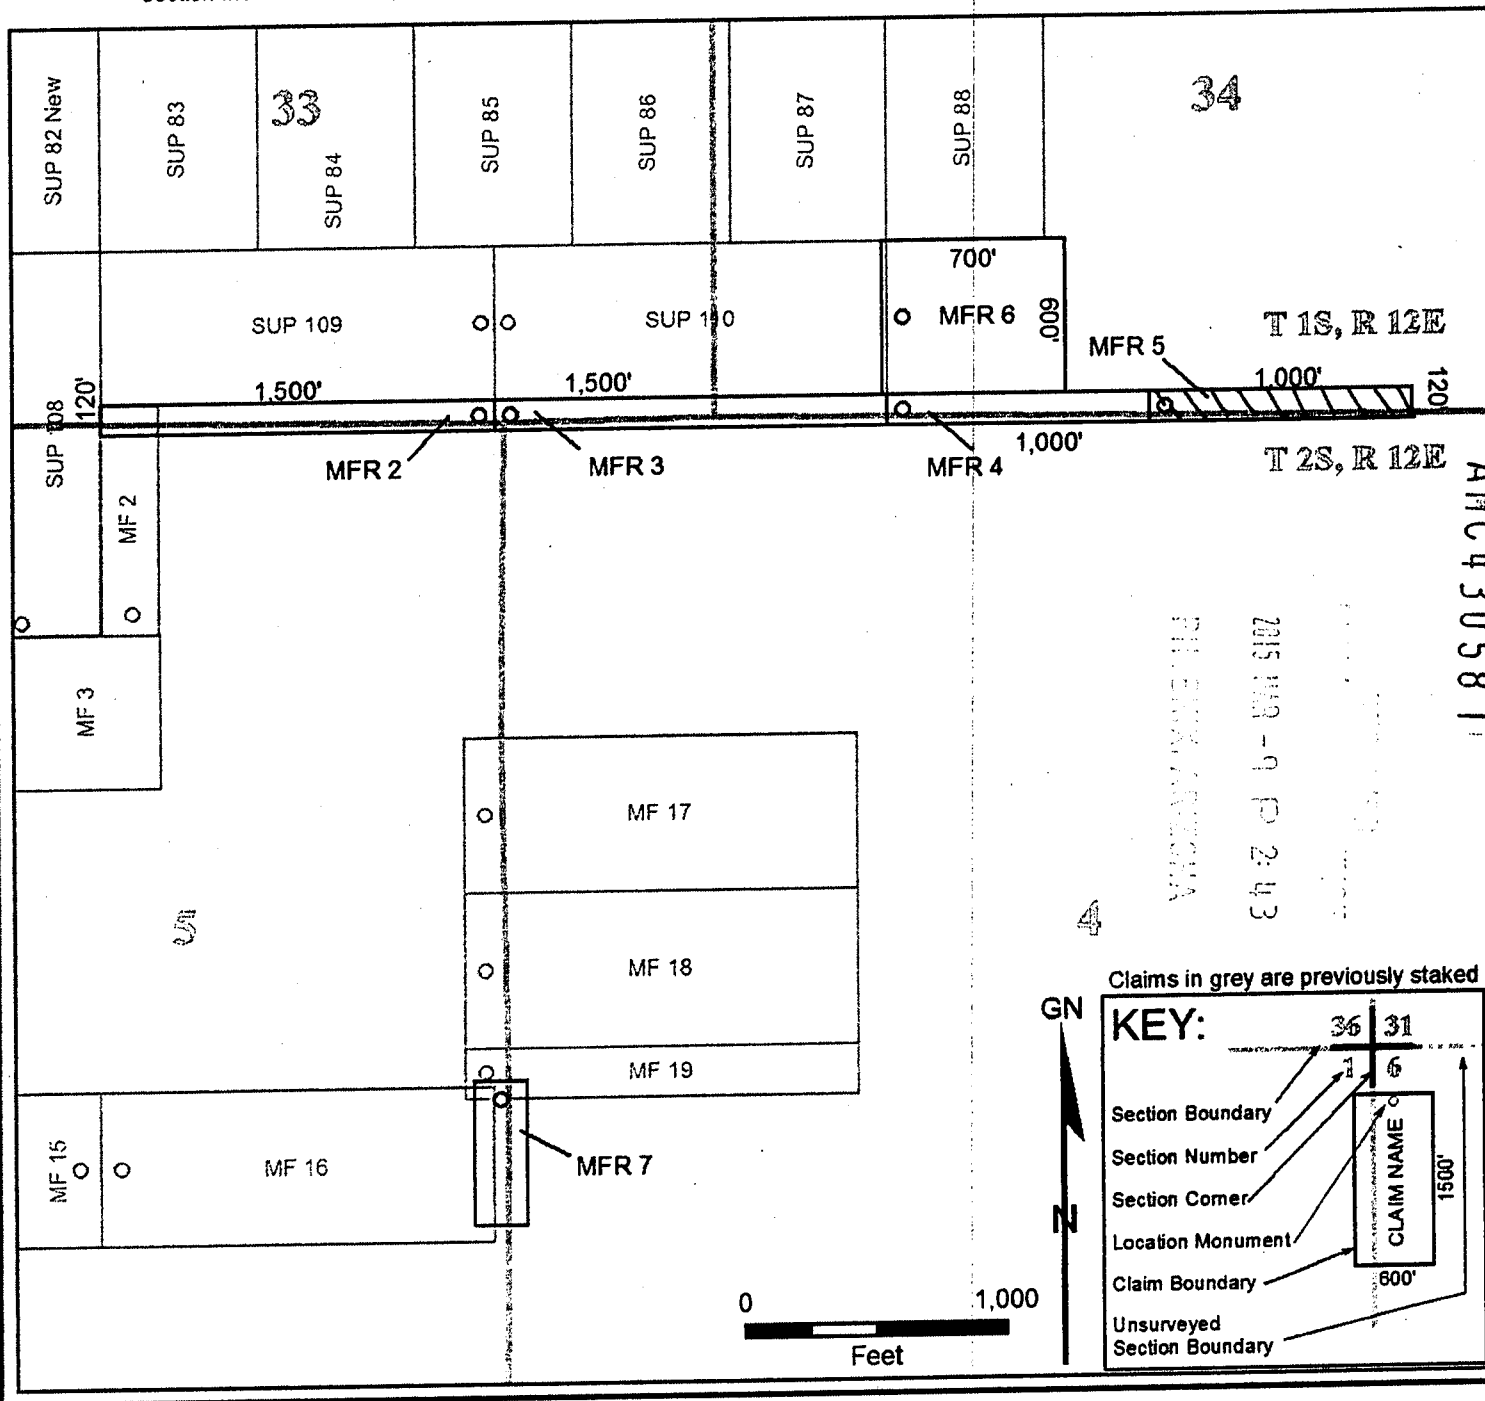 SUP 82 New
SUP 83
33
SUP 84
SUP 85
SUP 86
SUP 87
SUP 88
34
700'
SUP 109
SUP 110
MFR 6
600'
T 1S, R 12E
MFR 5
SUP 108
120'
1,500'
1,500'
1,000'
120'
MFR 2
MFR 3
MFR 4
1,000'
T 2S, R 12E
AMC430581
MF 2
MF 3
MF 17
2015 MAR -9 P 2:43
5
MF 18
4
MF 19
MF 15
MF 16
MFR 7
Claims in grey are previously staked
GN
N
KEY:
36 31
1 6
Section Boundary
Section Number
Section Corner
Location Monument
Claim Boundary
Unsurveyed
Section Boundary
CLAIM NAME
1500'
600'
0 1,000
Feet